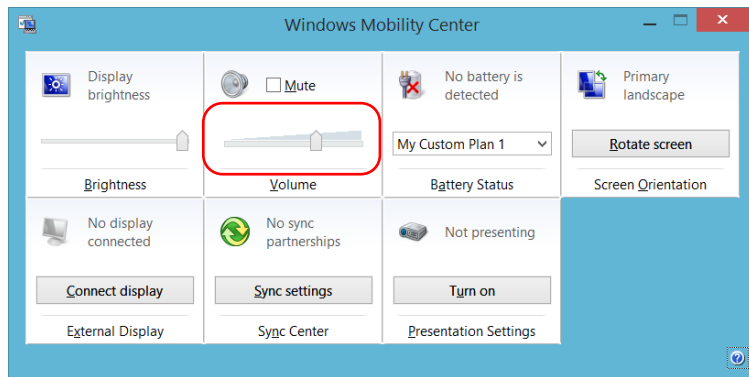 Windows Mobility Center
Display
brightness
Brightness
Mute
Volume
No battery is
detected
My Custom Plan 1
Battery Status
Primary
landscape
Rotate screen
Screen Orientation
No display
connected
Connect display
External Display
No sync
partnerships
Sync settings
Sync Center
Not presenting
Turn on
Presentation Settings